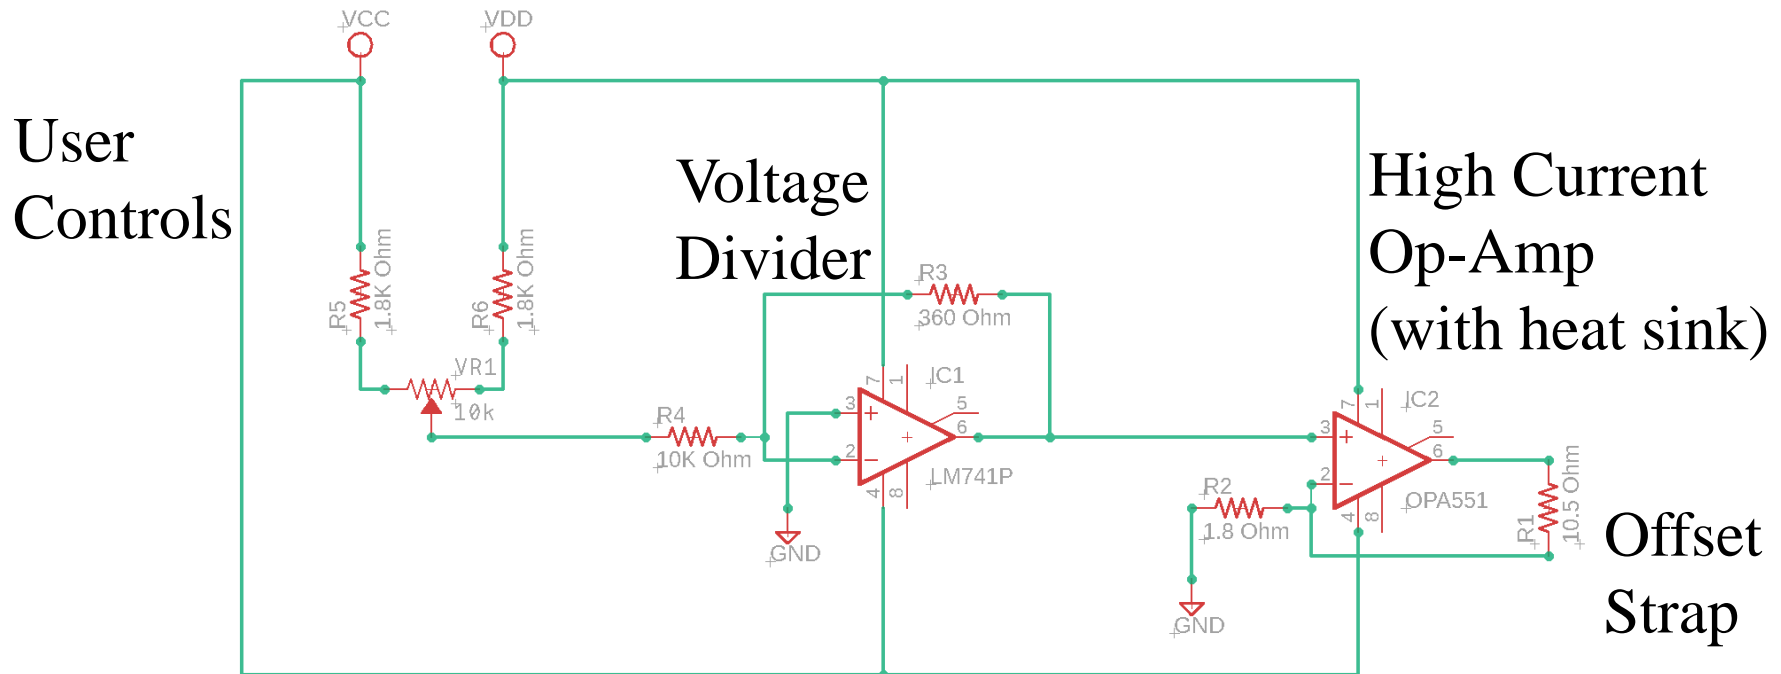 VCC
VDD
User
Controls
Voltage
Divider
High Current
Op-Amp
(with heat sink)
R5
1.8K Ohm
R6
1.8K Ohm
R3
360 Ohm
VR1
10k
R4
10K Ohm
7
1
IC1
3
5
2
6
4
8
LM741P
GND
7
1
IC2
3
5
2
6
4
8
OPA551
R2
1.8 Ohm
GND
R1
10.5 Ohm
Offset
Strap